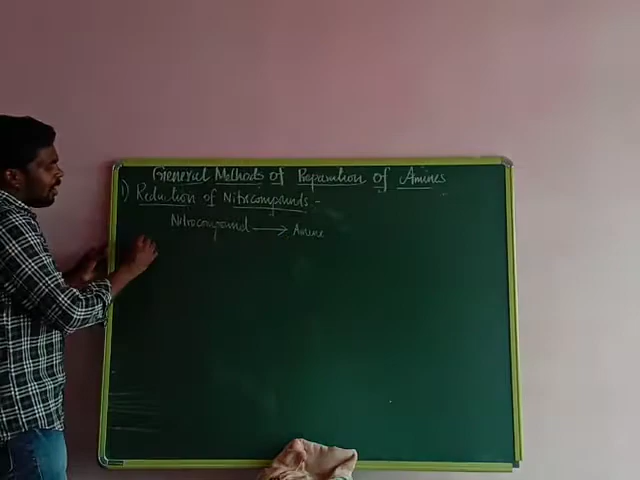 General Methods of Preparation of Amines
1) Reduction of Nitrocompounds :-
Nitrocompound → Amine